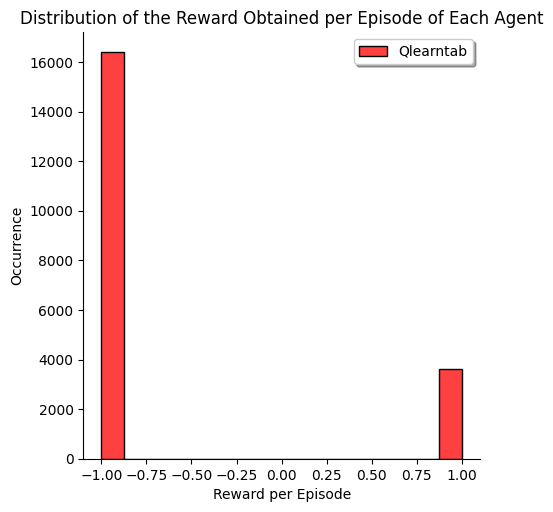 Distribution of the Reward Obtained per Episode of Each Agent
Qlearntab
16000
14000
12000
10000
8000
6000
4000
2000
0
Occurrence
−1.00 −0.75 −0.50 −0.25 0.00 0.25 0.50 0.75 1.00
Reward per Episode